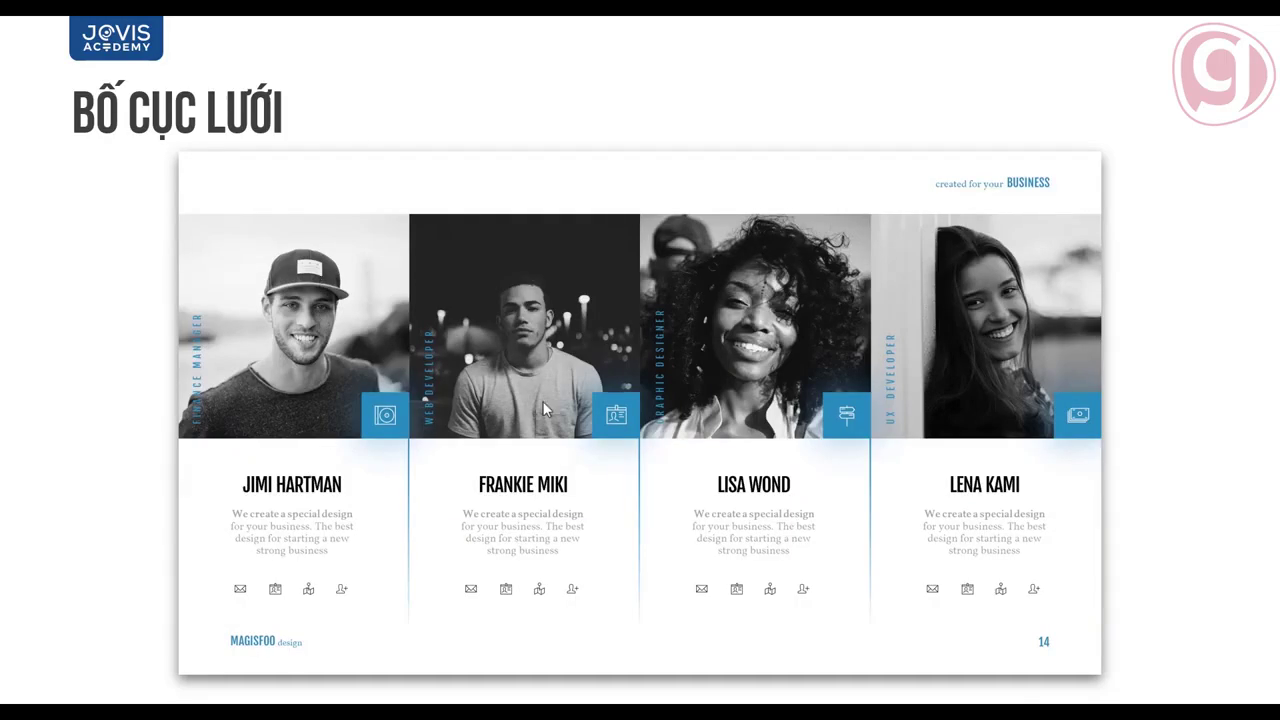 JOVIS
ACADEMY
BỐ CỤC LƯỚI
created for your BUSINESS
FINANCE MANAGER
WEB DEVELOPER
GRAPHIC DESIGNER
UX DEVELOPER
JIMI HARTMAN
We create a special design
for your business. The best
design for starting a new
strong business
FRANKIE MIKI
We create a special design
for your business. The best
design for starting a new
strong business
LISA WOND
We create a special design
for your business. The best
design for starting a new
strong business
LENA KAMI
We create a special design
for your business. The best
design for starting a new
strong business
MAGISFOO design
14